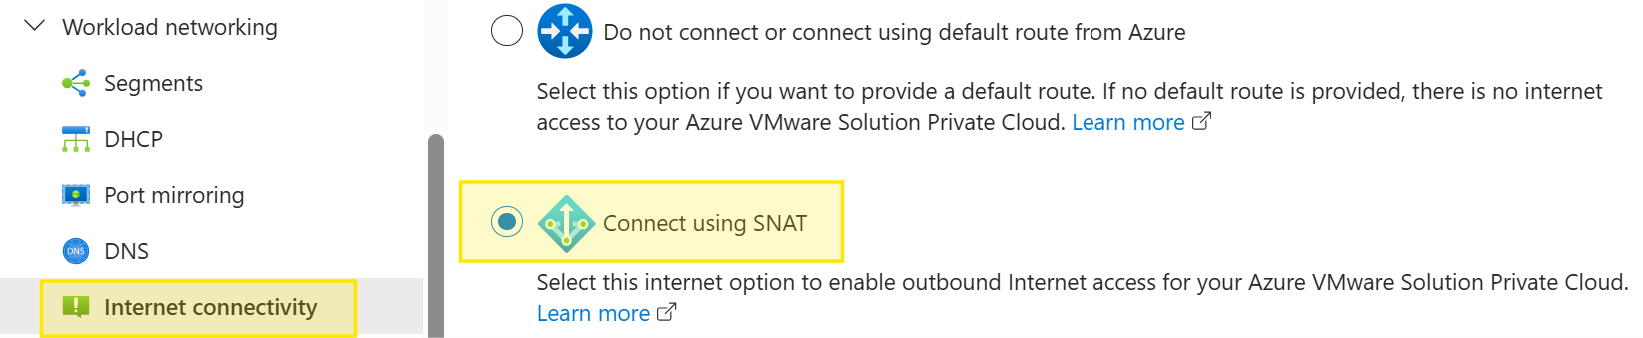 Workload networking
Segments
DHCP
Port mirroring
DNS
DNS
Internet connectivity
Do not connect or connect using default route from Azure
Select this option if you want to provide a default route. If no default route is provided, there is no internet
access to your Azure VMware Solution Private Cloud. Learn more
Connect using SNAT
Select this internet option to enable outbound Internet access for your Azure VMware Solution Private Cloud.
Learn more